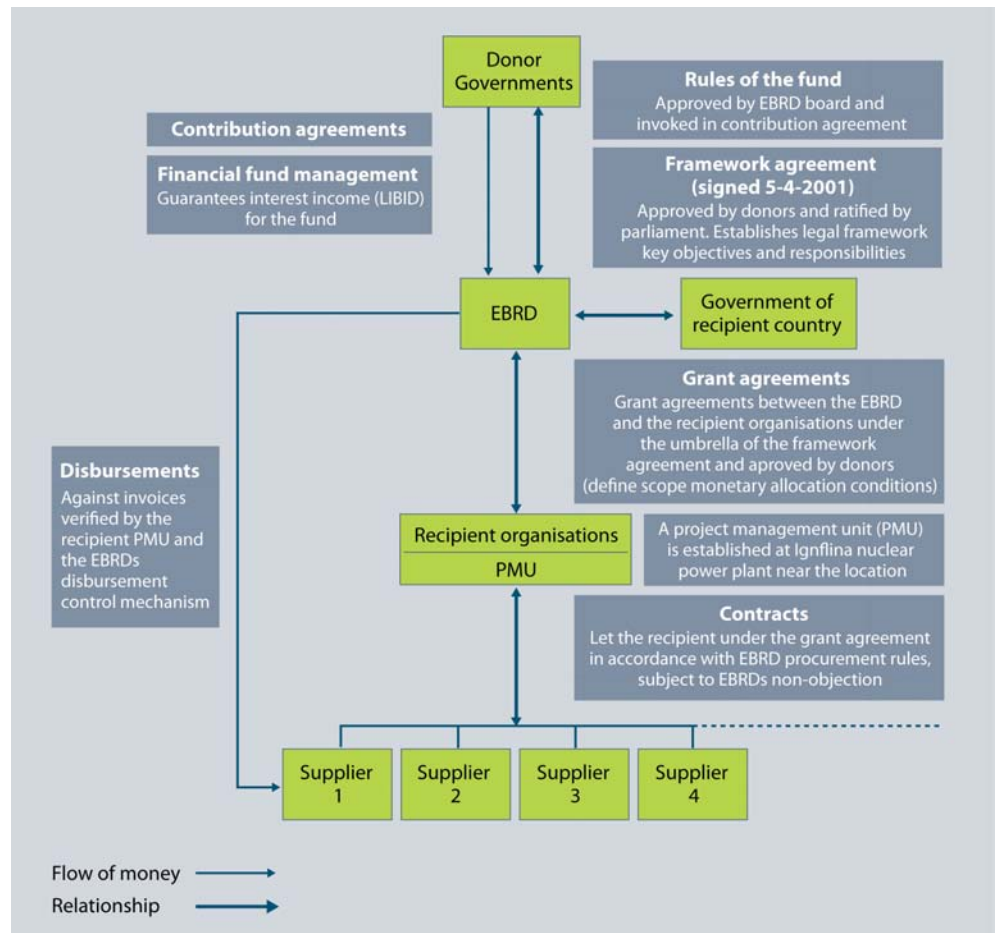 Donor
Governments
Rules of the fund
Approved by EBRD board and
invoked in contribution agreement
Contribution agreements
Financial fund management
Guarantees interest income (LIBID)
for the fund
Framework agreement
(signed 5-4-2001)
Approved by donors and ratified by
parliament. Establishes legal framework
key objectives and responsibilities
EBRD
Government of
recipient country
Grant agreements
Grant agreements between the EBRD
and the recipient organisations under
the umbrella of the framework
agreement and aproved by donors
(define scope monetary allocation conditions)
Disbursements
Against invoices
verified by the
recipient PMU and
the EBRDs
disbursement
control mechanism
Recipient organisations
PMU
A project management unit (PMU)
is established at Ignflina nuclear
power plant near the location
Contracts
Let the recipient under the grant agreement
in accordance with EBRD procurement rules,
subject to EBRDs non-objection
Supplier
1
Supplier
2
Supplier
3
Supplier
4
Flow of money
Relationship